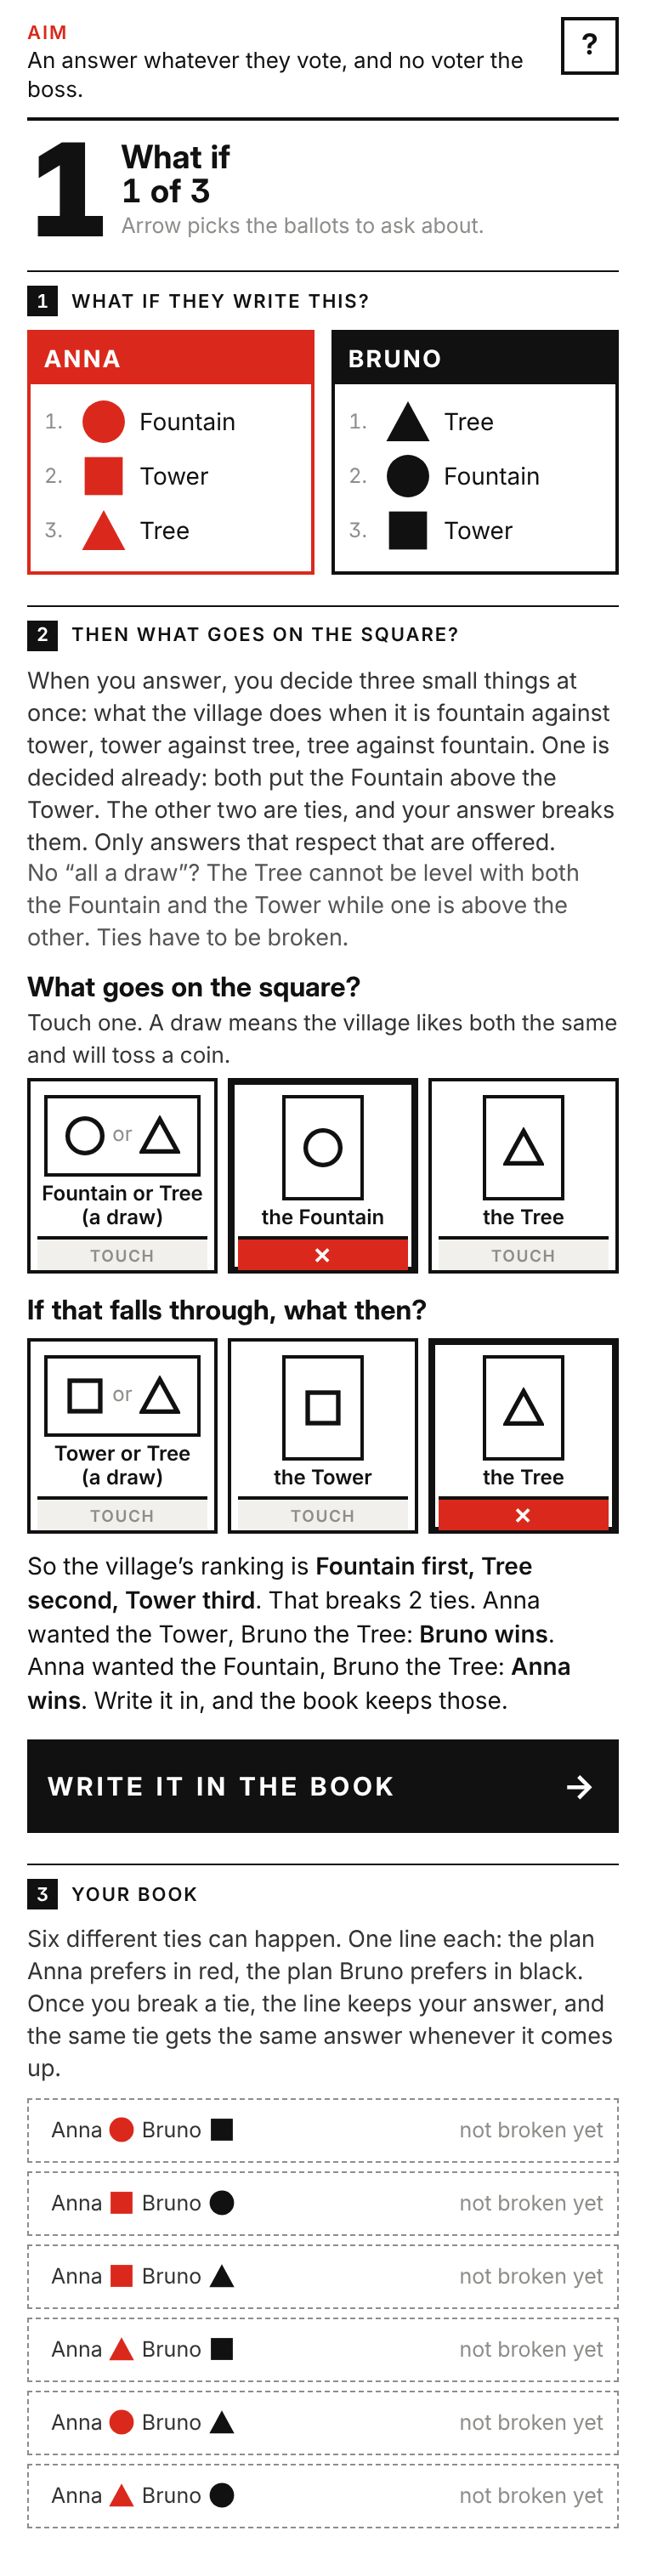 AIM
An answer whatever they vote, and no voter the
boss.
?
1
What if
1 of 3
Arrow picks the ballots to ask about.
1 WHAT IF THEY WRITE THIS?
ANNA
1. Fountain
2. Tower
3. Tree
BRUNO
1. Tree
2. Fountain
3. Tower
2 THEN WHAT GOES ON THE SQUARE?
When you answer, you decide three small things at
once: what the village does when it is fountain against
tower, tower against tree, tree against fountain. One is
decided already: both put the Fountain above the
Tower. The other two are ties, and your answer breaks
them. Only answers that respect that are offered.
No “all a draw”? The Tree cannot be level with both
the Fountain and the Tower while one is above the
other. Ties have to be broken.
What goes on the square?
Touch one. A draw means the village likes both the same
and will toss a coin.
or
Fountain or Tree
(a draw)
TOUCH
the Fountain
✕
the Tree
TOUCH
If that falls through, what then?
or
Tower or Tree
(a draw)
TOUCH
the Tower
TOUCH
the Tree
✕
So the village’s ranking is Fountain first, Tree
second, Tower third. That breaks 2 ties. Anna
wanted the Tower, Bruno the Tree: Bruno wins.
Anna wanted the Fountain, Bruno the Tree: Anna
wins. Write it in, and the book keeps those.
WRITE IT IN THE BOOK →
3 YOUR BOOK
Six different ties can happen. One line each: the plan
Anna prefers in red, the plan Bruno prefers in black.
Once you break a tie, the line keeps your answer, and
the same tie gets the same answer whenever it comes
up.
Anna Bruno not broken yet
Anna Bruno not broken yet
Anna Bruno not broken yet
Anna Bruno not broken yet
Anna Bruno not broken yet
Anna Bruno not broken yet